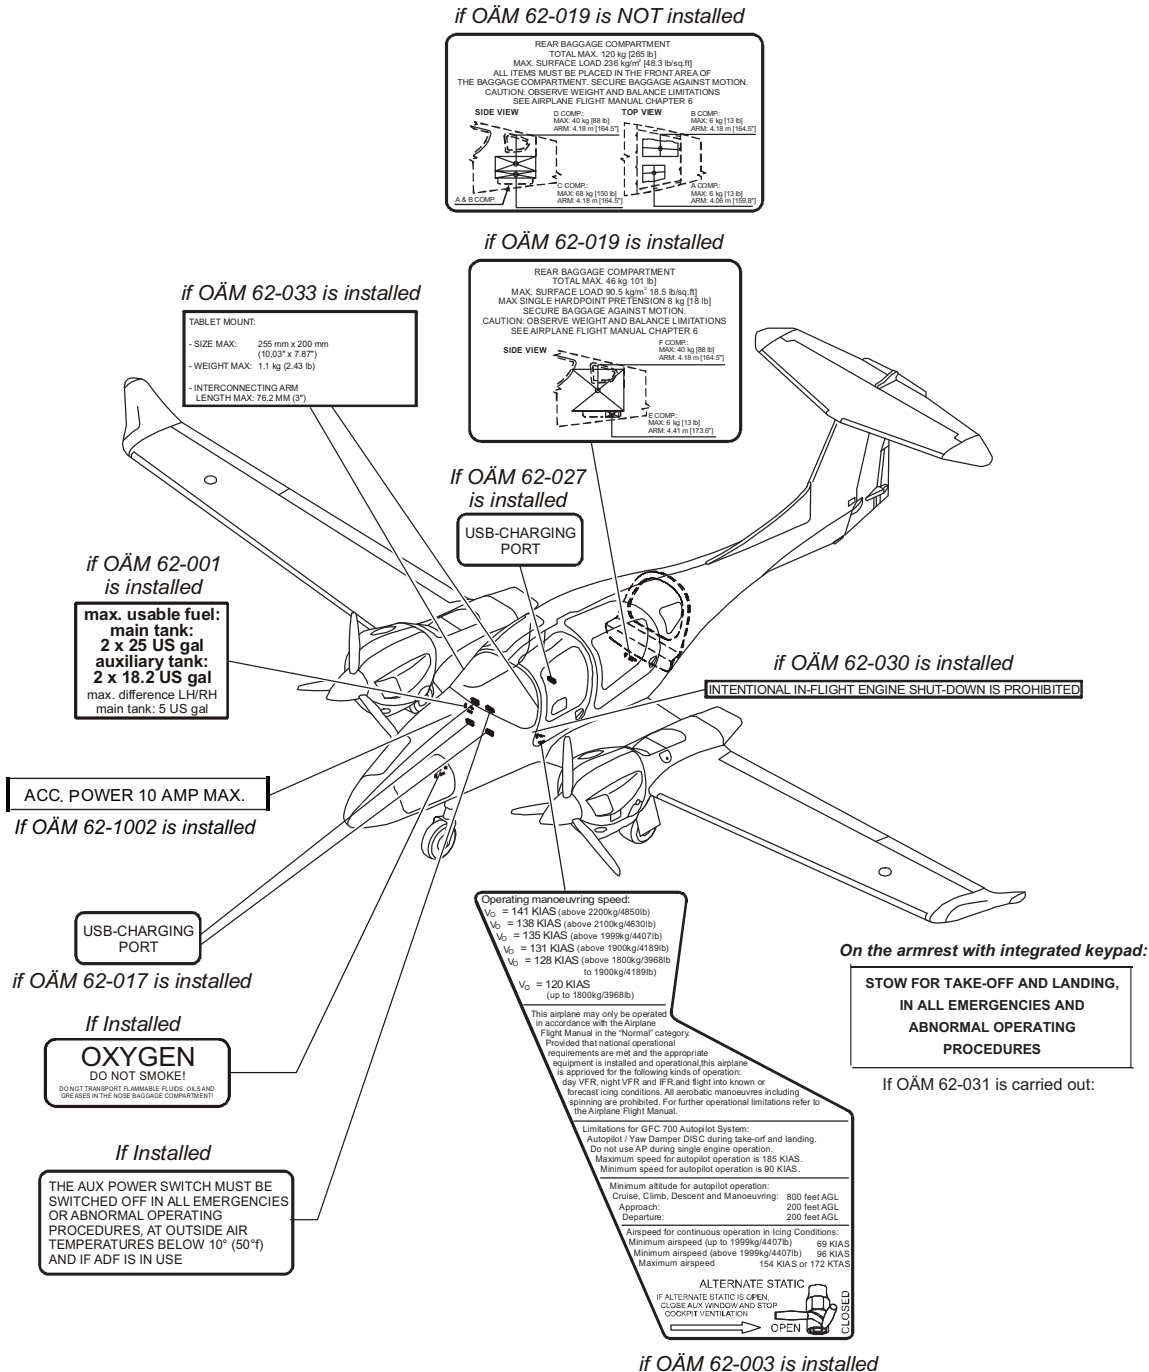 if OÄM 62-019 is NOT installed
REAR BAGGAGE COMPARTMENT
TOTAL MAX. 120 kg [265 lb]
MAX. SURFACE LOAD 236 kg/m² [48.3 lb/sq.ft]
ALL ITEMS MUST BE PLACED IN THE FRONT AREA OF
THE BAGGAGE COMPARTMENT. SECURE BAGGAGE AGAINST MOTION.
CAUTION: OBSERVE WEIGHT AND BALANCE LIMITATIONS
SEE AIRPLANE FLIGHT MANUAL CHAPTER 6
SIDE VIEW
D COMP.:
MAX: 40 kg [88 lb]
ARM: 4.18 m [164.5"]
TOP VIEW
B COMP.:
MAX: 6 kg [13 lb]
ARM: 4.18 m [164.5"]
A & B COMP.
C COMP.:
MAX: 68 kg [150 lb]
ARM: 4.18 m [164.5"]
A COMP.:
MAX: 6 kg [13 lb]
ARM: 4.06 m [159.8"]
if OÄM 62-019 is installed
REAR BAGGAGE COMPARTMENT
TOTAL MAX. 46 kg 101 lb]
MAX. SURFACE LOAD 90.5 kg/m² 18.5 lb/sq.ft]
MAX SINGLE HARDPOINT PRETENSION 8 kg [18 lb]
SECURE BAGGAGE AGAINST MOTION.
CAUTION: OBSERVE WEIGHT AND BALANCE LIMITATIONS
SEE AIRPLANE FLIGHT MANUAL CHAPTER 6
SIDE VIEW
F COMP.:
MAX: 40 kg [88 lb]
ARM: 4.18 m [164.5"]
E COMP.:
MAX: 6 kg [13 lb]
ARM: 4.41 m [173.6"]
if OÄM 62-033 is installed
TABLET MOUNT:
- SIZE MAX: 255 mm x 200 mm
(10,03" x 7.87")
- WEIGHT MAX: 1.1 kg (2.43 lb)
- INTERCONNECTING ARM
LENGTH MAX: 76.2 MM (3")
If OÄM 62-027
is installed
USB-CHARGING
PORT
if OÄM 62-001
is installed
max. usable fuel:
main tank:
2 x 25 US gal
auxiliary tank:
2 x 18.2 US gal
max. difference LH/RH
main tank: 5 US gal
if OÄM 62-030 is installed
INTENTIONAL IN-FLIGHT ENGINE SHUT-DOWN IS PROHIBITED
ACC. POWER 10 AMP MAX.
If OÄM 62-1002 is installed
USB-CHARGING
PORT
if OÄM 62-017 is installed
If Installed
OXYGEN
DO NOT SMOKE!
DO NOT TRANSPORT FLAMMABLE FLUIDS, OILS AND
GREASES IN THE NOSE BAGGAGE COMPARTMENT!
If Installed
THE AUX POWER SWITCH MUST BE
SWITCHED OFF IN ALL EMERGENCIES
OR ABNORMAL OPERATING
PROCEDURES, AT OUTSIDE AIR
TEMPERATURES BELOW 10° (50°f)
AND IF ADF IS IN USE
Operating manoeuvring speed:
VO = 141 KIAS (above 2200kg/4850lb)
VO = 138 KIAS (above 2100kg/4630lb)
VO = 135 KIAS (above 1999kg/4407lb)
VO = 131 KIAS (above 1900kg/4189lb)
VO = 128 KIAS (above 1800kg/3968lb
to 1900kg/4189lb)
VO = 120 KIAS
(up to 1800kg/3968lb)
This airplane may only be operated
in accordance with the Airplane
Flight Manual in the "Normal" category.
Provided that national operational
requirements are met and the appropriate
equipment is installed and operational,this airplane
is approved for the following kinds of operation:
day VFR, night VFR and IFR.and flight into known or
forecast icing conditions. All aerobatic manoeuvres including
spinning are prohibited. For further operational limitations refer to
the Airplane Flight Manual.
Limitations for GFC 700 Autopilot System:
Autopilot / Yaw Damper DISC during take-orf and landing.
Do not use AP during single engine operation.
Maximum speed for autopilot operation is 185 KIAS.
Minimum speed for autopilot operation is 90 KIAS.
Minimum altitude for autopilot operation:
Cruise, Climb, Descent and Manoeuvring: 800 feet AGL
Approach: 200 feet AGL
Departure: 200 feet AGL
Airspeed for continuous operation in Icing Conditions:
Minimum airspeed (up to 1999kg/4407lb) 69 KIAS
Minimum airspeed (above 1999kg/4407lb) 96 KIAS
Maximum airspeed 154 KIAS or 172 KTAS
ALTERNATE STATIC
IF ALTERNATE STATIC IS OPEN,
CLOSE AUX WINDOW AND STOP
COCKPIT VENTILATION
OPEN
CLOSED
if OÄM 62-003 is installed
On the armrest with integrated keypad:
STOW FOR TAKE-OFF AND LANDING,
IN ALL EMERGENCIES AND
ABNORMAL OPERATING
PROCEDURES
If OÄM 62-031 is carried out: